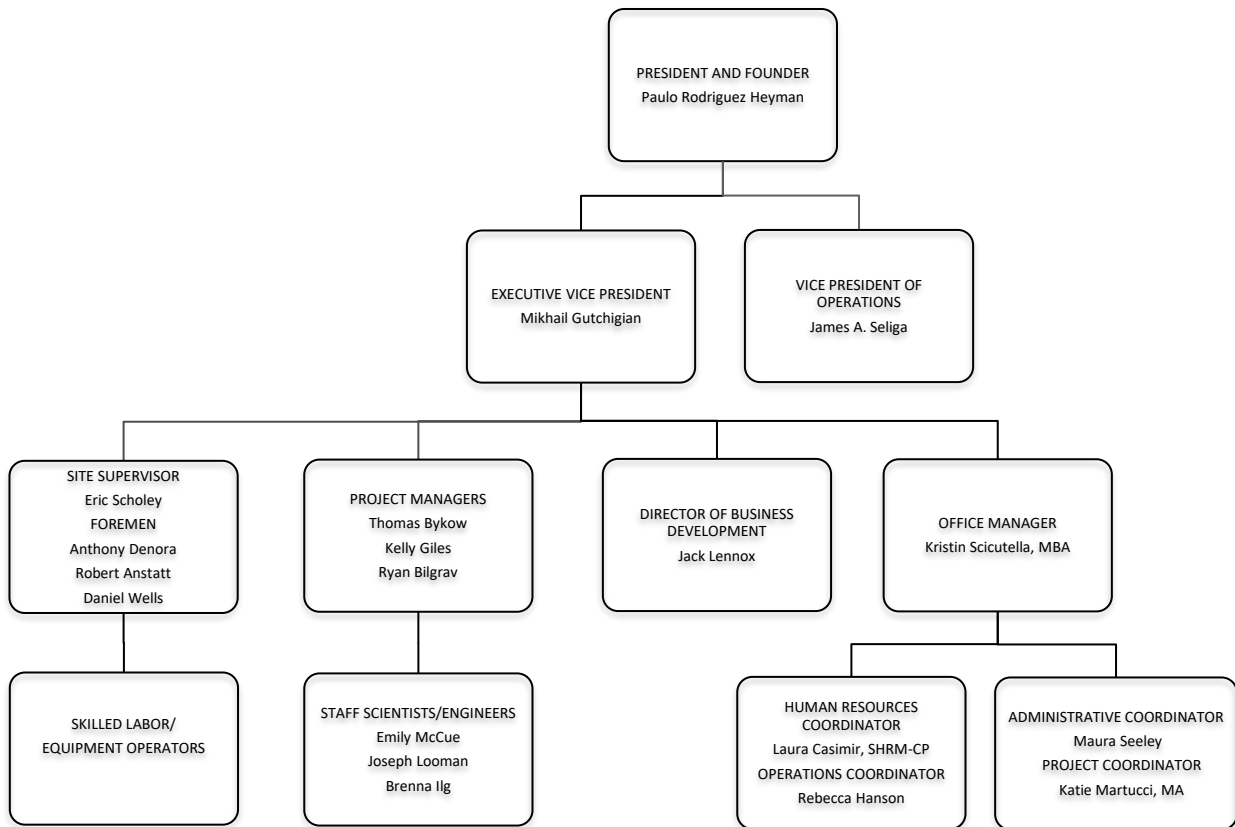 PRESIDENT AND FOUNDER
Paulo Rodriguez Heyman
EXECUTIVE VICE PRESIDENT
Mikhail Gutchigian
VICE PRESIDENT OF
OPERATIONS
James A. Seliga
SITE SUPERVISOR
Eric Scholey
FOREMEN
Anthony Denora
Robert Anstatt
Daniel Wells
PROJECT MANAGERS
Thomas Bykow
Kelly Giles
Ryan Bilgrav
DIRECTOR OF BUSINESS
DEVELOPMENT
Jack Lennox
OFFICE MANAGER
Kristin Scicutella, MBA
SKILLED LABOR/
EQUIPMENT OPERATORS
STAFF SCIENTISTS/ENGINEERS
Emily McCue
Joseph Looman
Brenna Ilg
HUMAN RESOURCES
COORDINATOR
Laura Casimir, SHRM-CP
OPERATIONS COORDINATOR
Rebecca Hanson
ADMINISTRATIVE COORDINATOR
Maura Seeley
PROJECT COORDINATOR
Katie Martucci, MA